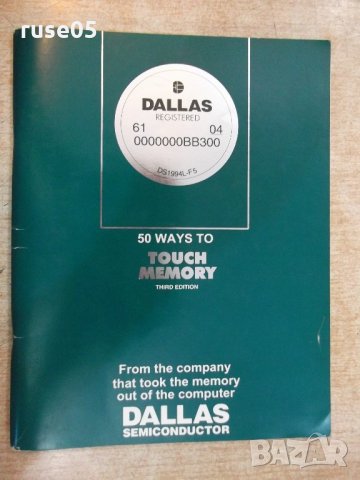 ruse05
DALLAS
REGISTERED
61 04
0000000BB300
DS1994L-F5
50 WAYS TO
TOUCH
MEMORY
THIRD EDITION
From the company
that took the memory
out of the computer
DALLAS
SEMICONDUCTOR
BAZAR